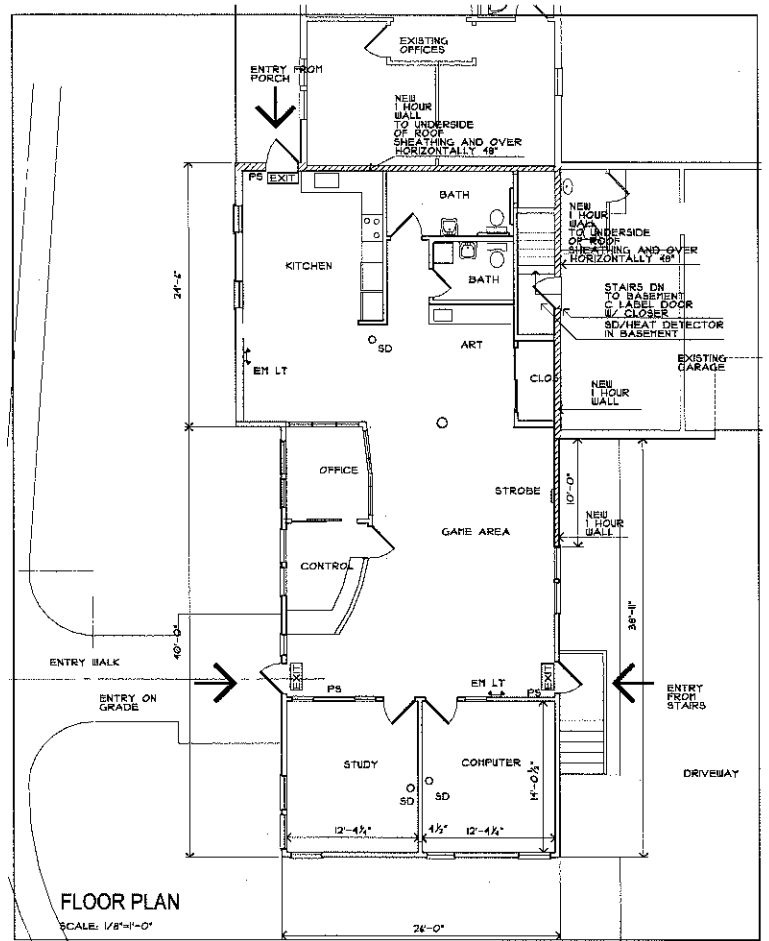 EXISTING
OFFICES
ENTRY FROM
PORCH
NEW
1 HOUR
WALL
TO UNDERSIDE
OF ROOF
SHEATHING AND OVER
HORIZONTALLY 48"
PS
EXIT
BATH
NEW
1 HOUR
WALL
TO UNDERSIDE
OF ROOF
SHEATHING AND OVER
HORIZONTALLY 48"
KITCHEN
BATH
STAIRS DN
TO BASEMENT
C LABEL DOOR
W/ CLOSER
SD/HEAT DETECTOR
IN BASEMENT
ART
SD
EXISTING
GARAGE
EM LT
CLO
NEW
1 HOUR
WALL
OFFICE
STROBE
10'-0"
NEW
1 HOUR
WALL
GAME AREA
CONTROL
40'-0"
38'-11"
ENTRY WALK
ENTRY ON
GRADE
EXIT
PS
EM LT
PS
EXIT
ENTRY
FROM
STAIRS
STUDY
COMPUTER
14'-0½"
DRIVEWAY
SD
SD
12'-4¼"
4½"
12'-4¼"
FLOOR PLAN
SCALE: 1/8"=1'-0"
26'-0"